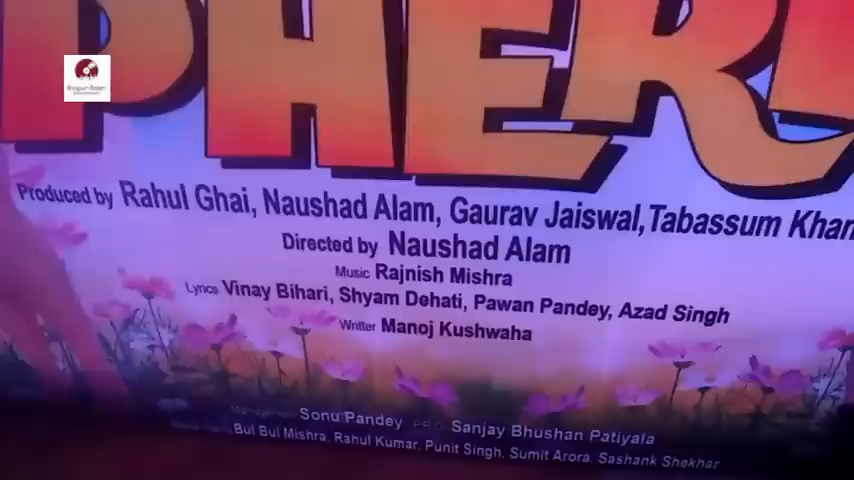 PHER
Produced by Rahul Ghai, Naushad Alam, Gaurav Jaiswal, Tabassum Khan
Directed by Naushad Alam
Music Rajnish Mishra
Lyrics Vinay Bihari, Shyam Dehati, Pawan Pandey, Azad Singh
Writter Manoj Kushwaha
Sonu Pandey P.R.O Sanjay Bhushan Patiyala
Bul Bul Mishra, Rahul Kumar, Punit Singh, Sumit Arora, Sashank Shekhar